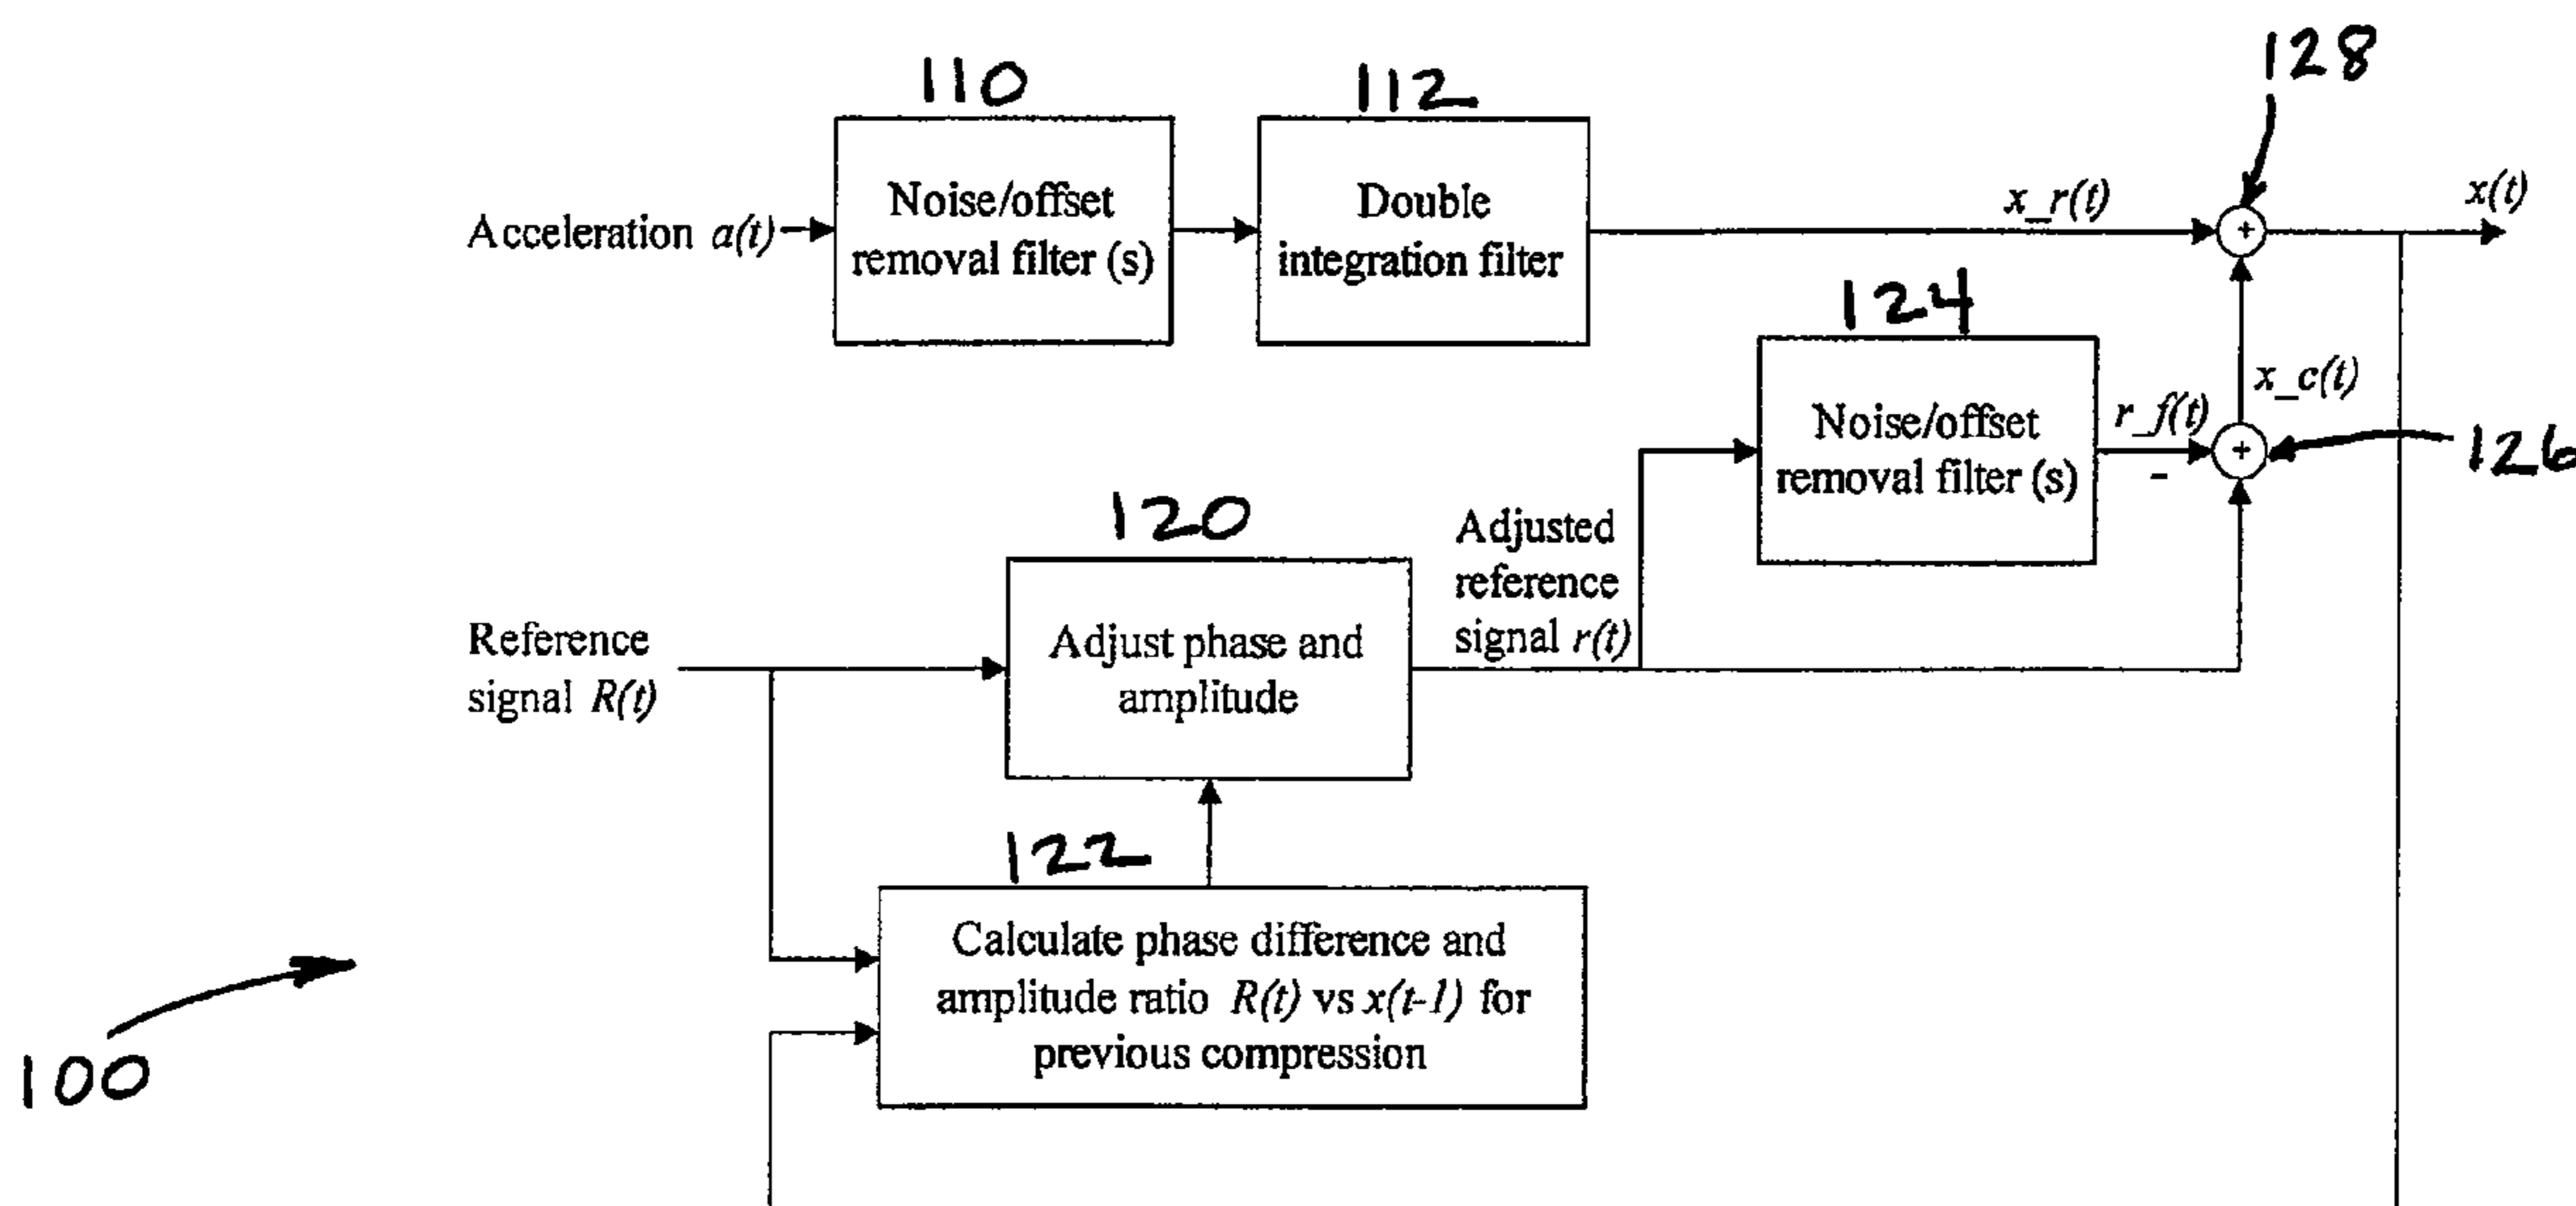 128
110
112
Acceleration a(t)
Noise/offset
removal filter (s)
Double
integration filter
x_r(t)
+
x(t)
124
x_c(t)
Noise/offset
removal filter (s)
r_f(t)
-
+
126
120
Adjusted
reference
signal r(t)
Reference
signal R(t)
Adjust phase and
amplitude
122
Calculate phase difference and
amplitude ratio R(t) vs x(t-1) for
previous compression
100